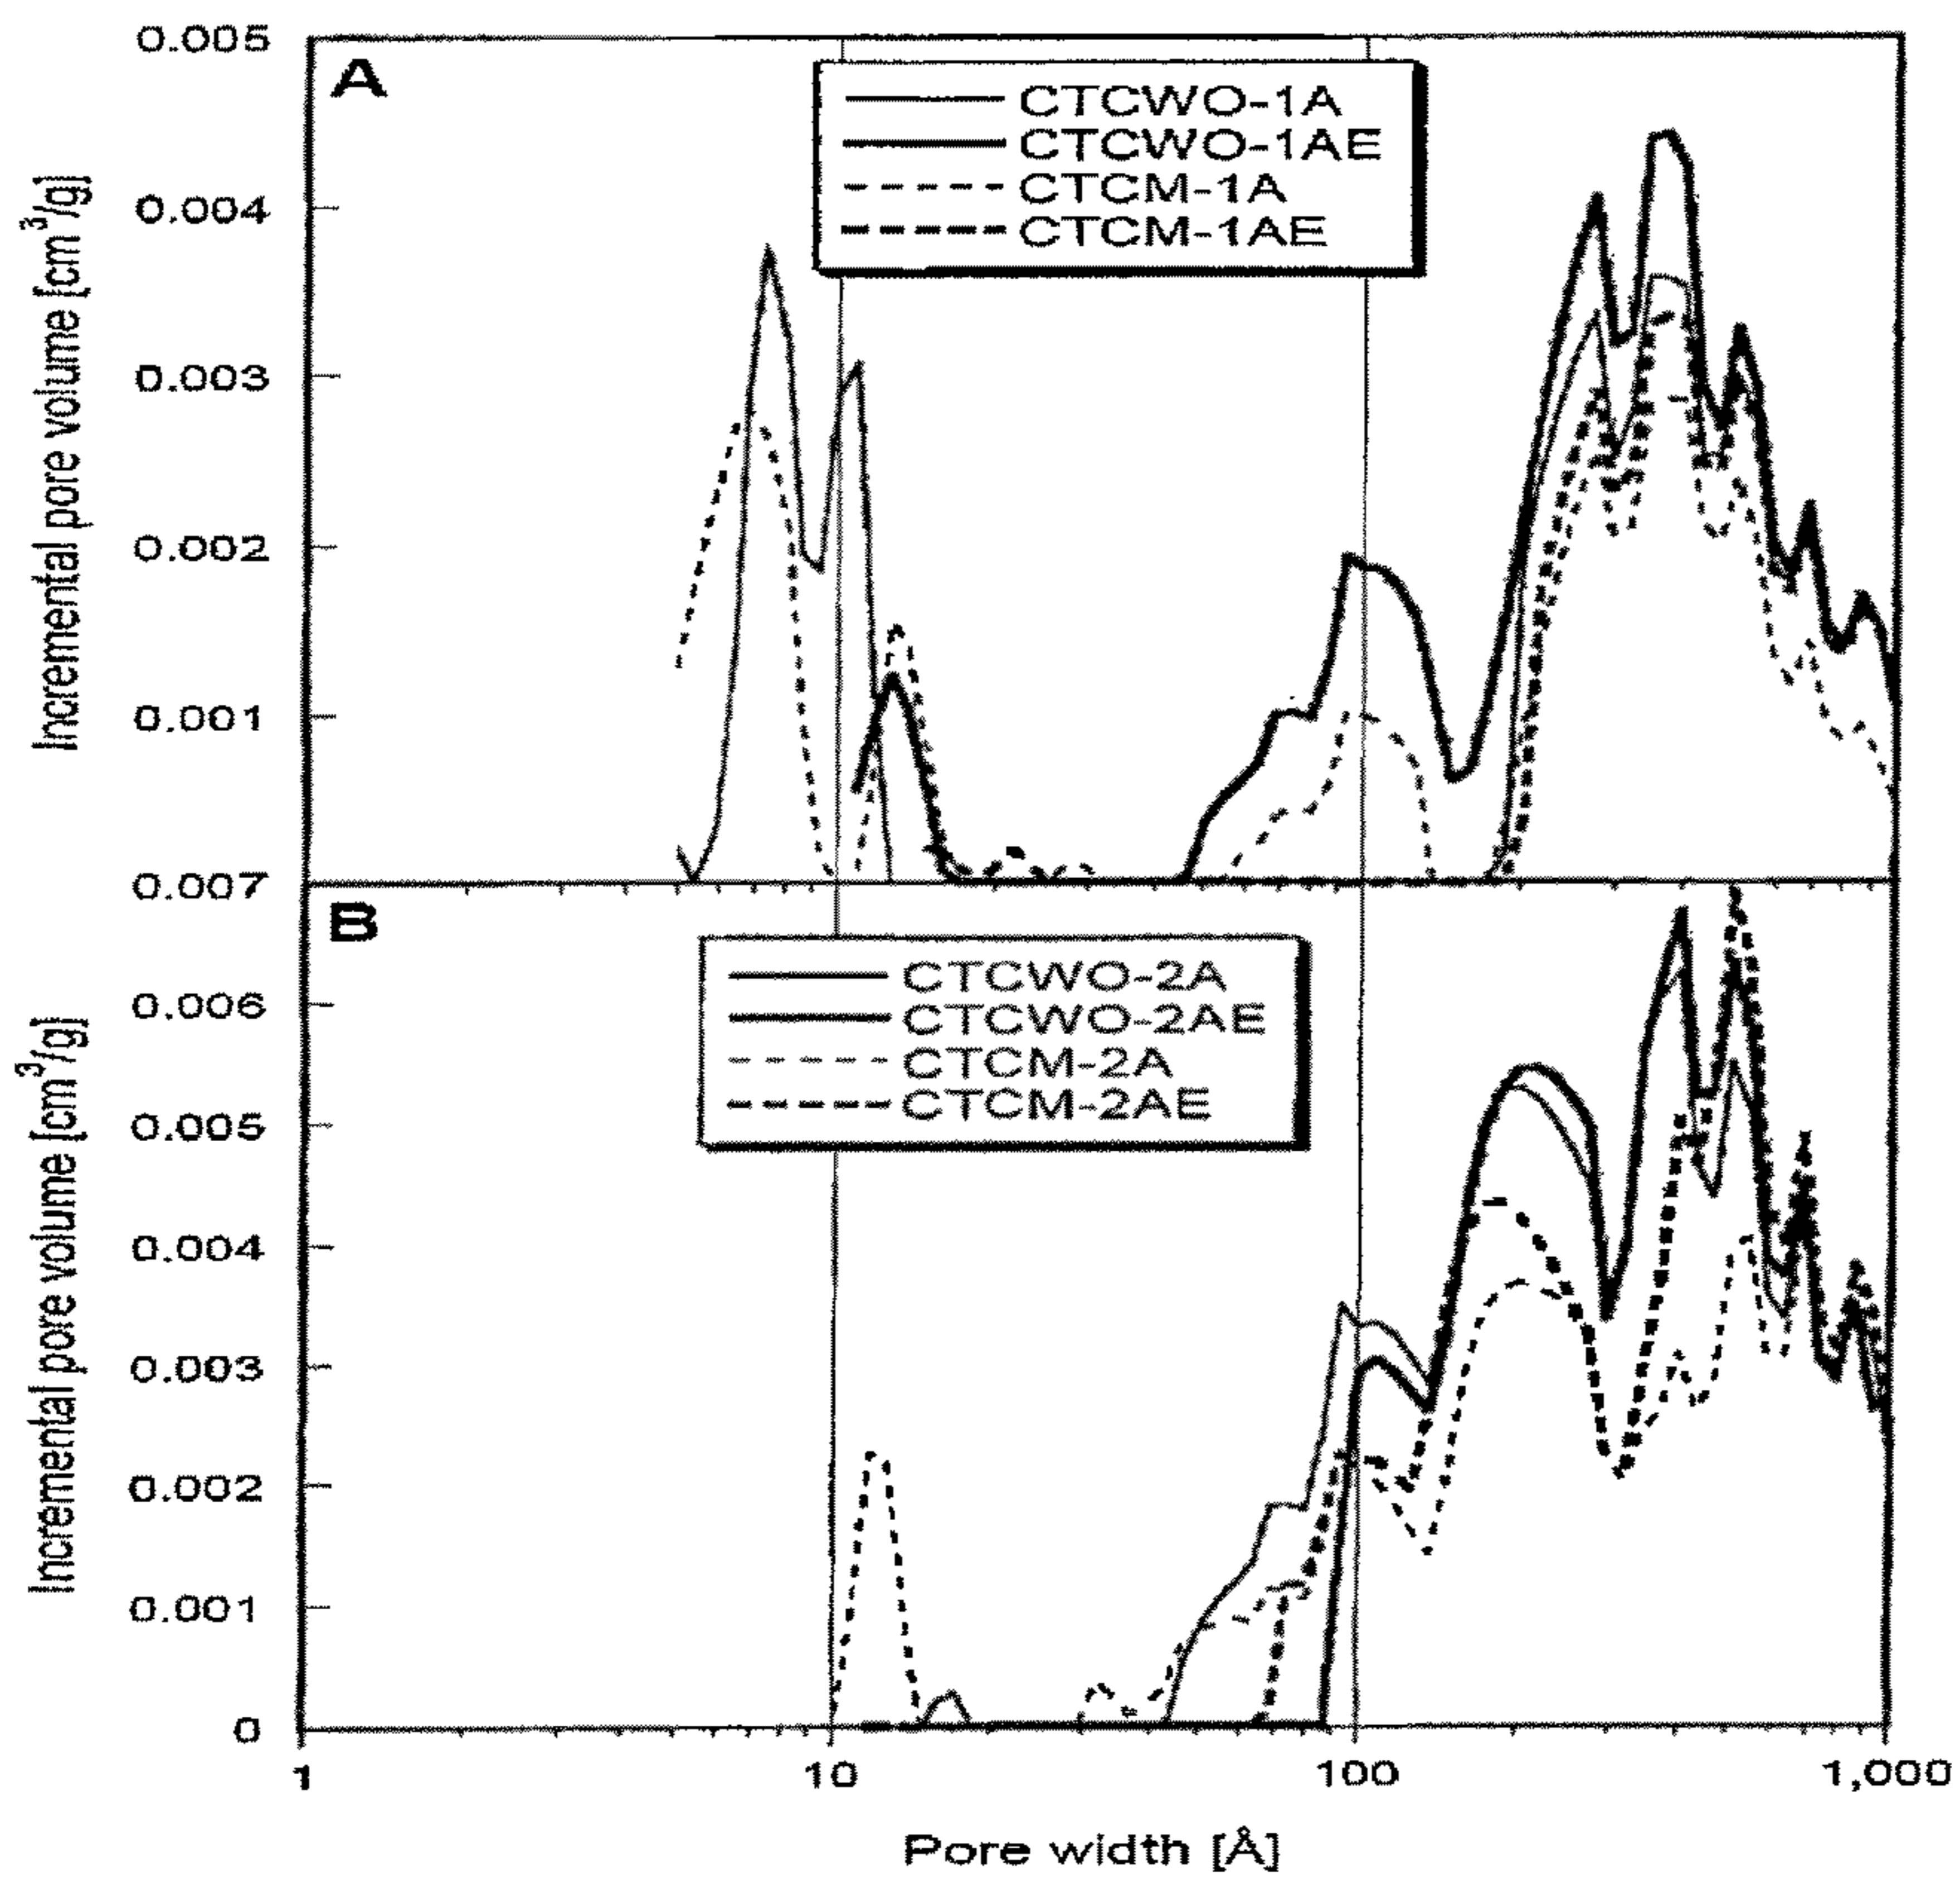 0.005
A
CTCWO-1A
CTCWO-1AE
CTCM-1A
CTCM-1AE
0.004
0.003
0.002
0.001
Incremental pore volume [cm³/g]
0.007
B
CTCWO-2A
CTCWO-2AE
CTCM-2A
CTCM-2AE
0.006
0.005
0.004
0.003
0.002
0.001
0
Incremental pore volume [cm³/g]
1 10 100 1,000
Pore width [Å]